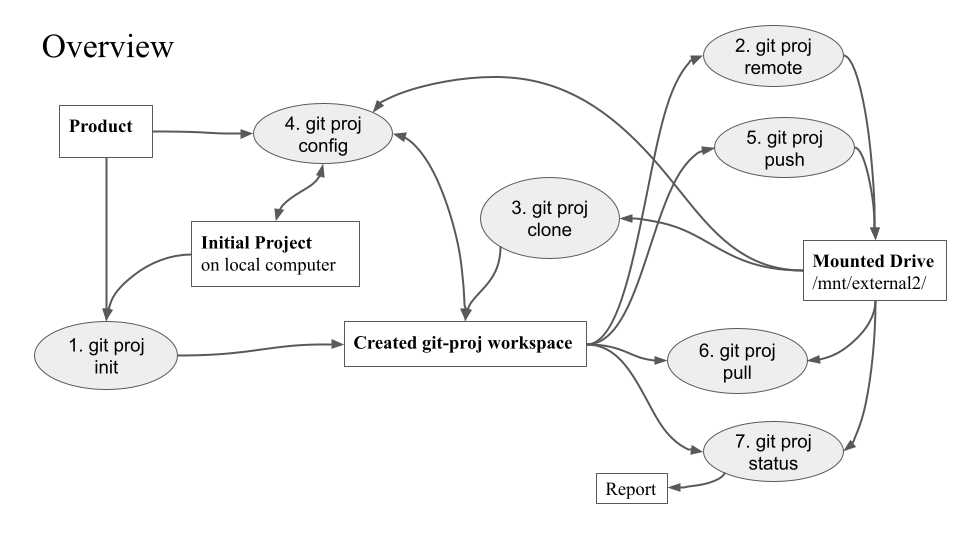 Overview
Product
4. git proj
config
2. git proj
remote
5. git proj
push
3. git proj
clone
Initial Project
on local computer
Mounted Drive
/mnt/external2/
1. git proj
init
Created git-proj workspace
6. git proj
pull
7. git proj
status
Report